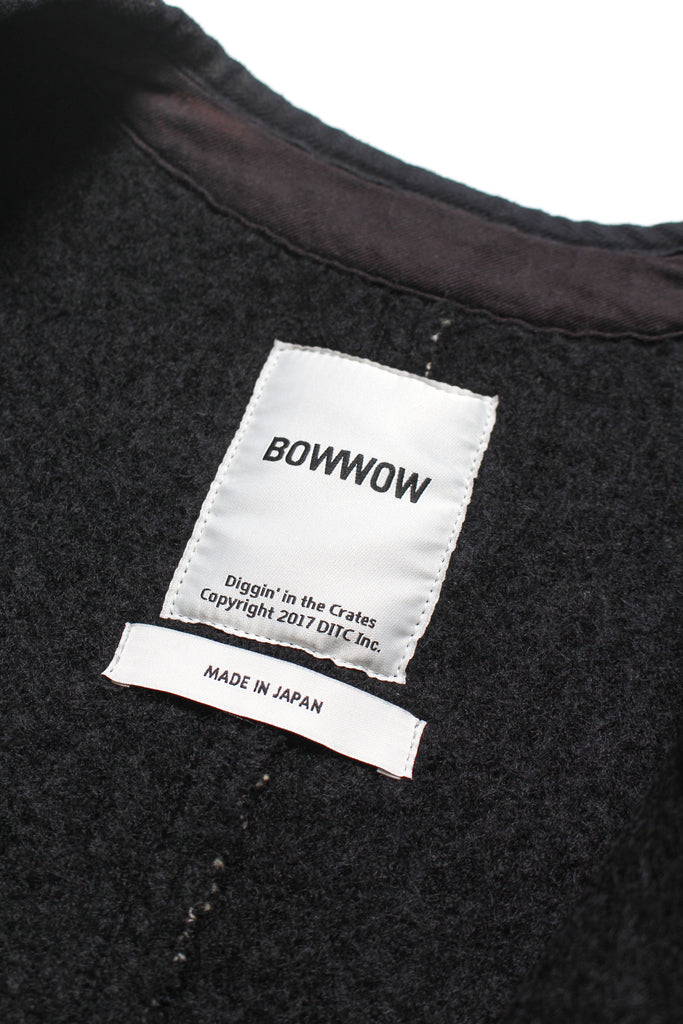 BOWWOW
Diggin' in the Crates
Copyright 2017 DITC Inc.
MADE IN JAPAN